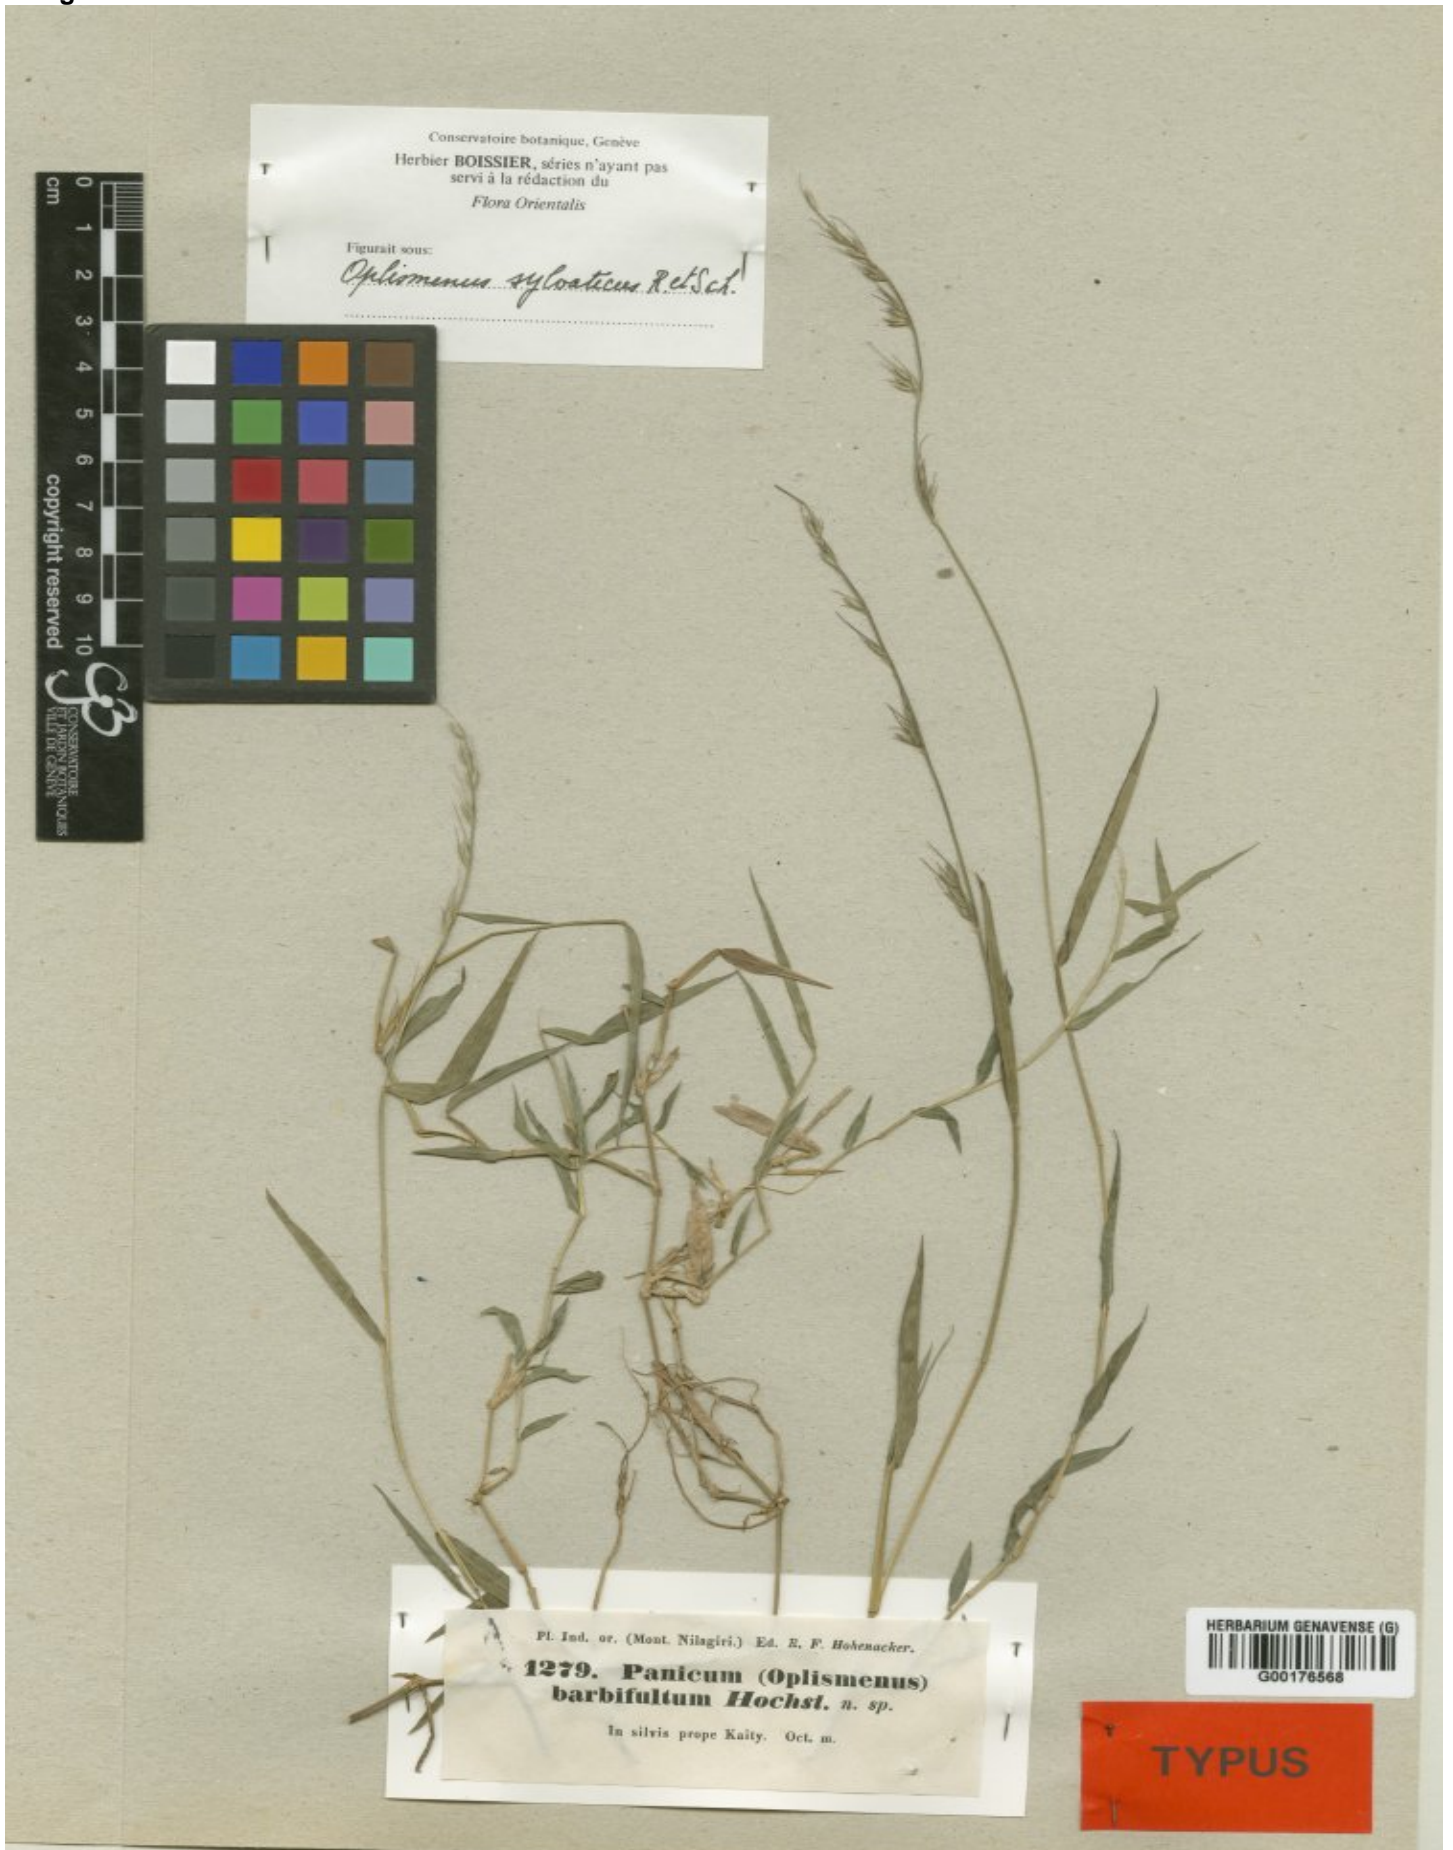 Conservatoire botanique, Genève
Herbier BOISSIER, séries n'ayant pas
servi à la rédaction du
Flora Orientalis
Figurait sous:
Oplismenus sylvaticus R. et Sch.
cm
0
1
2
3
4
5
6
7
8
9
10
copyright reserved
CONSERVATOIRE
ET JARDIN BOTANIQUES
VILLE DE GENEVE
Pl. Ind. or. (Mont. Nilagiri.) Ed. R. F. Hohenacker.
1279. Panicum (Oplismenus)
barbifultum Hochst. n. sp.
In silvis prope Kaity. Oct. m.
HERBARIUM GENAVENSE (G)
G00176568
TYPUS